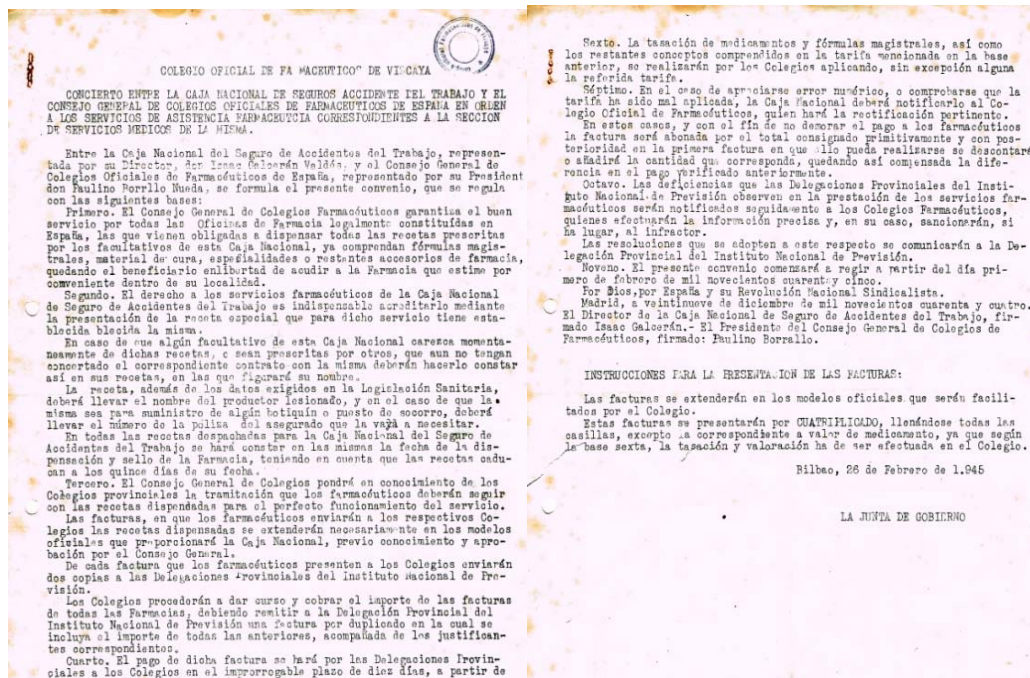 COLEGIO OFICIAL DE FA MACEUTICO" DE VIZCAYA
CONCIERTO ENTRE LA CAJA NACIONAL DE SEGUROS ACCIDENTE DEL TRABAJO Y EL
CONSEJO GENERAL DE COLEGIOS OFICIALES DE FARMACEUTICOS DE ESPAÑA EN ORDEN
A LOS SERVICIOS DE ASISTENCIA FARMACEUTCIA CORRESPONDIENTES A LA SECCION
DE SERVICIOS MEDICOS DE LA MISMA.
Entre la Caja Nacional del Seguro de Accidentes del Trabajo, represen-
tada por su Director, don Isaac Galcerán Valdés, y el Consejo General de
Colegios Oficiales de Farmacéuticos de España, representado por su President
don Paulino Borrllo Nueda, se formula el presente convenio, que se regula
con las siguientes bases:
Primero. El Consejo General de Colegios Farmacéuticos garantiza el buen
servicio por todas las Oficinas de Farmacia legalmente constituídas en
España, las que vienen obligadas a dispensar todas las recetas prescritas
por los facultativos de esta Caja Nacional, ya comprendan fórmulas magis-
trales, material de cura, especialidades o restantes accesorios de farmacia,
quedando el beneficiario enlibertad de acudir a la Farmacia que estime por
conveniente dentro de su localidad.
Segundo. El derecho a los servicios farmacéuticos de la Caja Nacional
de Seguro de Accidentes del Trabajo es indispensable acreditarlo mediante
la presentación de la receta especial que para dicho servicio tiene esta-
blecida blecida la misma.
En caso de que algún facultativo de esta Caja Nacional carezca momenta-
neamente de dichas recetas, o sean prescritas por otros, que aun no tengan
concertado el correspondiente contrato con la misma deberán hacerlo constar
así en sus recetas, en las que figurará su nombre.
La receta, además de los datos exigidos en la Legislación Sanitaria,
deberá llevar el nombre del productor lesionado, y en el caso de que la
misma sea para suministro de algún botiquín o puesto de socorro, deberá
llevar el número de la poliza del asegurado que la vaya a necesitar.
En todas las recetas despachadas para la Caja Nacional del Seguro de
Accidentes del Trabajo se hará constar en las mismas la fecha de la dis-
pensación y sello de la Farmacia, teniendo en cuenta que las recetas cadu-
can a los quince días de su fecha.
Tercero. El Consejo General de Colegios pondrá en conocimiento de los
Colegios provinciales la tramitación que los farmacéuticos deberán seguir
con las recetas dispendadas para el perfecto funcionamiento del servicio.
Las facturas, en que los farmacéuticos enviarán a los respectivos Co-
legios las recetas dispensadas se extenderán necesariamente en los modelos
oficiales que proporcionará la Caja Nacional, previo conocimiento y apro-
bación por el Consejo General.
De cada factura que los farmacéuticos presenten a los Colegios enviarán
dos copias a las Delegaciones Provinciales del Instituto Nacional de Pre-
visión.
Los Colegios procederán a dar curso y cobrar el importe de las facturas
de todas las Farmacias, debiendo remitir a la Delegación Provincial del
Instituto Nacional de Previsión una factura por duplicado en la cual se
incluya el importe de todas las anteriores, acompañada de los justifican-
tes correspondientes.
Cuarto. El pago de dicha factura se hará por las Delegaciones Provin-
ciales a los Colegios en el improrrogable plazo de diez días, a partir de
Sexto. La tasación de medicamentos y fórmulas magistrales, así como
los restantes conceptos comprendidos en la tarifa mencionada en la base
anterior, se realizarán por los Colegios aplicando, sin excepción alguna
la referida tarifa.
Séptimo. En el caso de apreciarse error numérico, o comprobarse que la
tarifa ha sido mal aplicada, la Caja Nacional deberá notificarlo al Co-
legio Oficial de Farmacéuticos, quien hará la rectificación pertinente.
En estos casos, y con el fin de no demorar el pago a los farmacéuticos
la factura será abonada por el total consignado primitivamente y con pos-
terioridad en la primera factura en que ello pueda realizarse se descontará
o añadirá la cantidad que corresponda, quedando así compensada la dife-
rencia en el pago verificado anteriormente.
Octavo. Las deficiencias que las Delegaciones Provinciales del Insti-
tuto Nacional de Previsión observen en la prestación de los servicios far-
macéuticos serán notificados seguidamente a los Colegios Farmacéuticos,
quienes efectuarán la información precisa y, en su caso, sancionarán, si
ha lugar, al infractor.
Las resoluciones que se adopten a este respecto se comunicarán a la De-
legación Provincial del Instituto Nacional de Previsión.
Noveno. El presente convenio comenzará a regir a partir del día pri-
mero de febrero de mil novecientos cuarenta y cinco.
Por Dios,por España y su Revolución Nacional Sindicalista.
Madrid, a veintinueve de diciembre de mil novecientos cuarenta y cuatro.
El Director de la Caja Nacional de Seguro de Accidentes del Trabajo, fir-
mado Isaac Galcerán.- El Presidente del Consejo General de Colegios de
Farmacéuticos, firmado: Paulino Borrallo.
INSTRUCCIONES PARA LA PRESENTACION DE LAS FACTURAS:
Las facturas se extenderán en los modelos oficiales que serán facili-
tados por el Colegio.
Estas facturas se presentarán por CUATRIPLICADO, llenándose todas las
casillas, excepto la correspondiente a valor de medicamento, ya que según
la base sexta, la tasación y valoración ha de ser efectuada en el Colegio.
Bilbao, 26 de Febrero de 1.945
LA JUNTA DE GOBIERNO